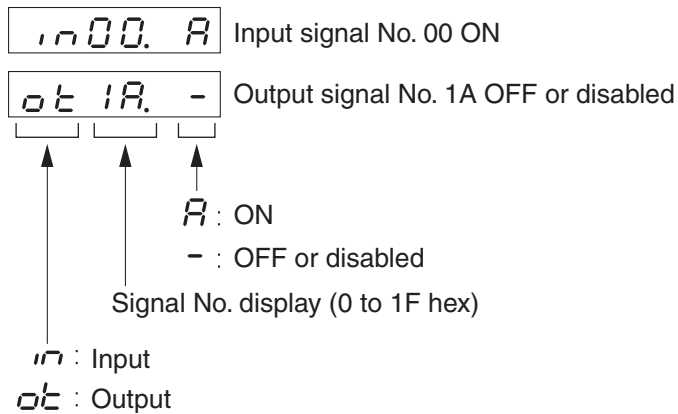 in00. A Input signal No. 00 ON
ot 1A. - Output signal No. 1A OFF or disabled
A : ON
- : OFF or disabled
Signal No. display (0 to 1F hex)
in : Input
ot : Output